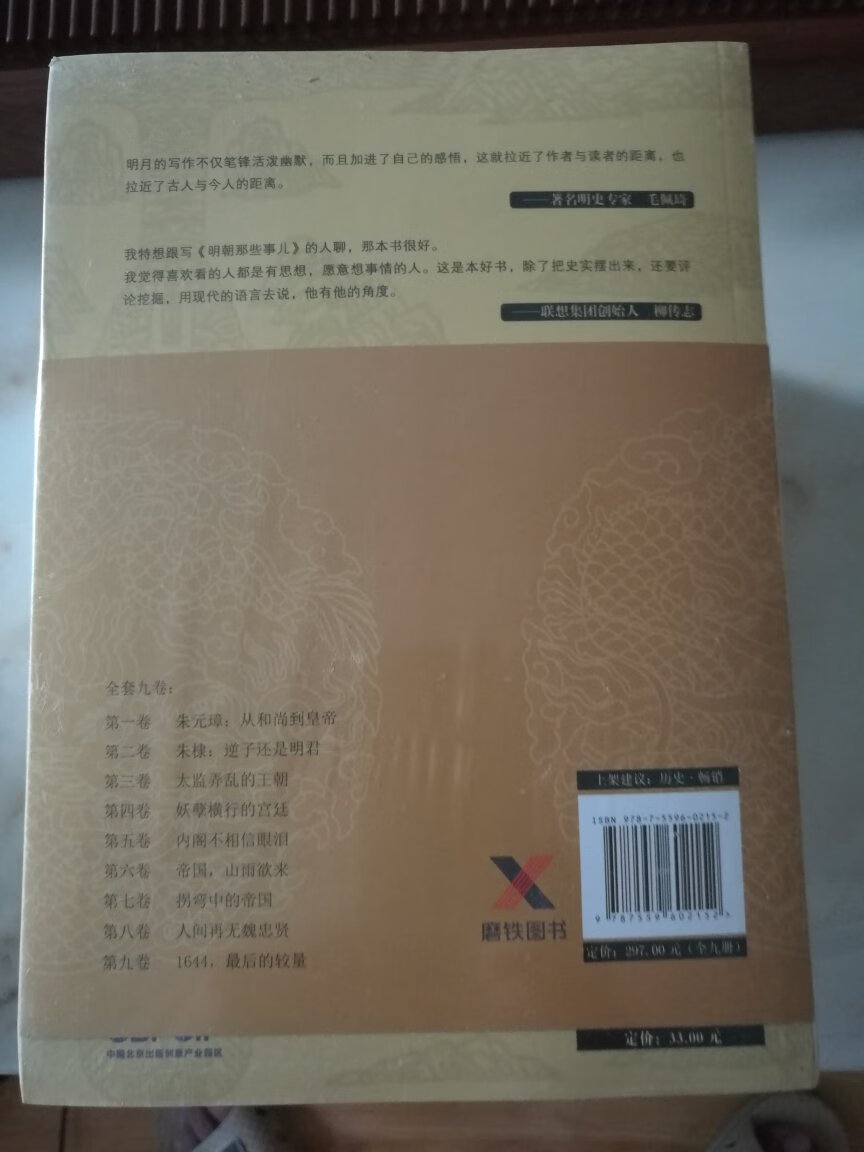 明月的写作不仅笔锋活泼幽默，而且加进了自己的感悟，这就拉近了作者与读者的距离，也
拉近了古人与今人的距离。
——著名明史专家 毛佩琦
我特想跟写《明朝那些事儿》的人聊，那本书很好。
我觉得喜欢看的人都是有思想，愿意想事情的人。这是本好书，除了把史实摆出来，还要评
论挖掘，用现代的语言去说，他有他的角度。
——联想集团创始人 柳传志
全套九卷：
第一卷 朱元璋：从和尚到皇帝
第二卷 朱棣：逆子还是明君
第三卷 太监弄乱的王朝
第四卷 妖孽横行的宫廷
第五卷 内阁不相信眼泪
第六卷 帝国，山雨欲来
第七卷 拐弯中的帝国
第八卷 人间再无魏忠贤
第九卷 1644，最后的较量
上架建议：历史·畅销
ISBN 978-7-5596-0215-2
9 787559 602152>
定价：297.00 元（全九册）
磨铁图书
中国北京出版创意产业园区
定价：33.00 元